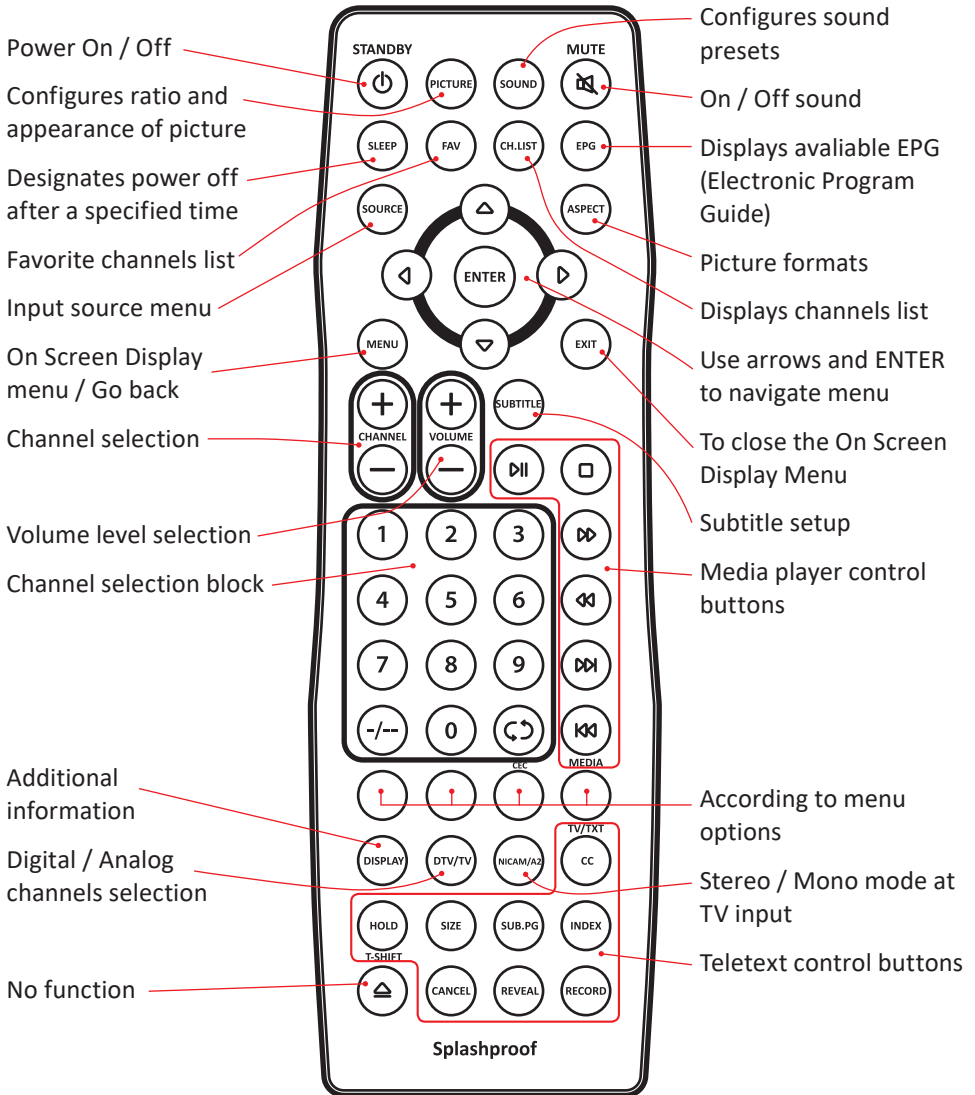 Power On / Off
Configures ratio and
appearance of picture
Designates power off
after a specified time
Favorite channels list
Input source menu
On Screen Display
menu / Go back
Channel selection
Volume level selection
Channel selection block
Additional
information
Digital / Analog
channels selection
No function
STANDBY
MUTE
PICTURE
SOUND
SLEEP
FAV
CH.LIST
EPG
SOURCE
ASPECT
ENTER
MENU
EXIT
CHANNEL
VOLUME
SUBTITLE
1
2
3
4
5
6
7
8
9
-/--
0
CEC
MEDIA
TV/TXT
DISPLAY
DTV/TV
NICAM/A2
CC
HOLD
SIZE
SUB.PG
INDEX
T-SHIFT
CANCEL
REVEAL
RECORD
Splashproof
Configures sound
presets
On / Off sound
Displays avaliable EPG
(Electronic Program
Guide)
Picture formats
Displays channels list
Use arrows and ENTER
to navigate menu
To close the On Screen
Display Menu
Subtitle setup
Media player control
buttons
According to menu
options
Stereo / Mono mode at
TV input
Teletext control buttons